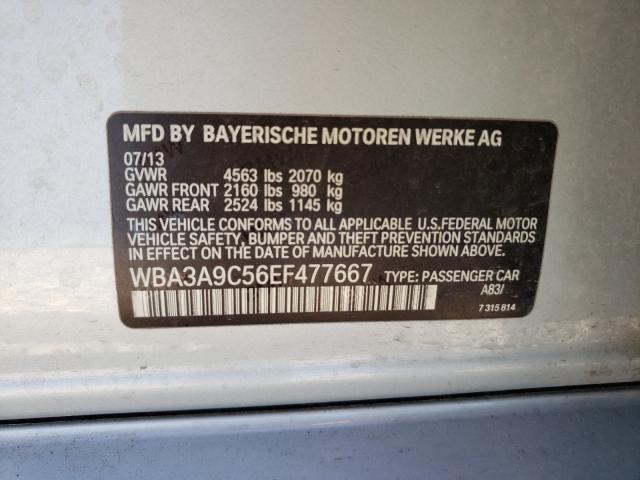 MFD BY BAYERISCHE MOTOREN WERKE AG
07/13
GVWR 4563 lbs 2070 kg
GAWR FRONT 2160 lbs 980 kg
GAWR REAR 2524 lbs 1145 kg
THIS VEHICLE CONFORMS TO ALL APPLICABLE U.S.FEDERAL MOTOR
VEHICLE SAFETY, BUMPER AND THEFT PREVENTION STANDARDS
IN EFFECT ON THE DATE OF MANUFACTURE SHOWN ABOVE.
WBA3A9C56EF477667 TYPE: PASSENGER CAR
A83/
7 315 814